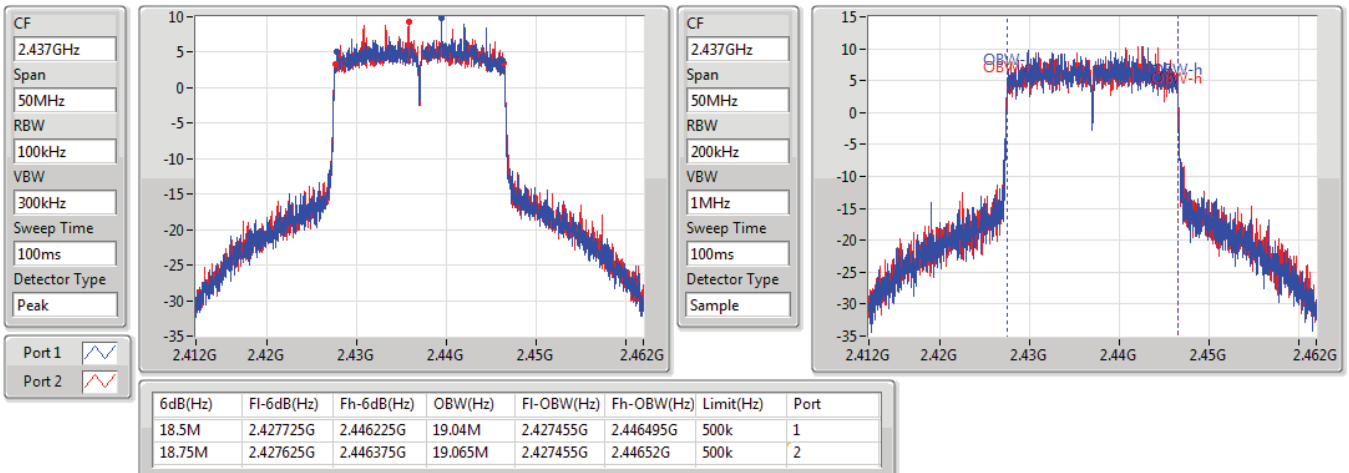 CF
2.437GHz
Span
50MHz
RBW
100kHz
VBW
300kHz
Sweep Time
100ms
Detector Type
Peak
Port 1
Port 2
10
5
0
-5
-10
-15
-20
-25
-30
-35
2.412G 2.42G 2.43G 2.44G 2.45G 2.462G
CF
2.437GHz
Span
50MHz
RBW
200kHz
VBW
1MHz
Sweep Time
100ms
Detector Type
Sample
15
10
5
0
-5
-10
-15
-20
-25
-30
-35
OBW-h
2.412G 2.42G 2.43G 2.44G 2.45G 2.462G
6dB(Hz) Fl-6dB(Hz) Fh-6dB(Hz) OBW(Hz) Fl-OBW(Hz) Fh-OBW(Hz) Limit(Hz) Port
18.5M 2.427725G 2.446225G 19.04M 2.427455G 2.446495G 500k 1
18.75M 2.427625G 2.446375G 19.065M 2.427455G 2.44652G 500k 2